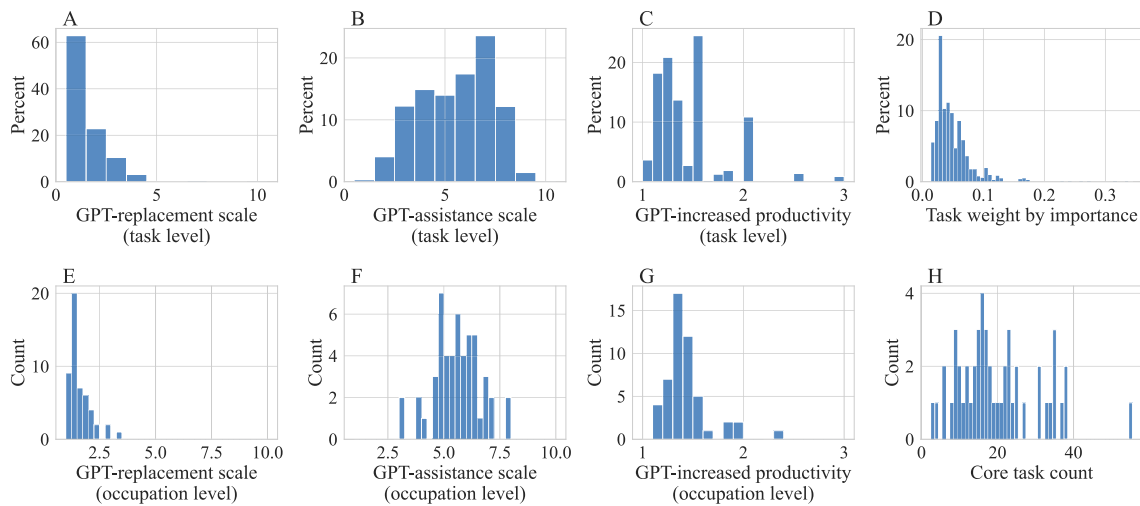 A
B
C
D
60
40
20
0
Percent
0
5
10
GPT-replacement scale
(task level)
20
10
0
Percent
0
5
10
GPT-assistance scale
(task level)
20
10
0
Percent
1
2
3
GPT-increased productivity
(task level)
20
10
0
Percent
0.0
0.1
0.2
0.3
Task weight by importance
E
F
G
H
20
10
0
Count
2.5
5.0
7.5
10.0
GPT-replacement scale
(occupation level)
6
4
2
0
Count
2.5
5.0
7.5
10.0
GPT-assistance scale
(occupation level)
15
10
5
0
Count
1
2
3
GPT-increased productivity
(occupation level)
4
2
0
Count
0
20
40
Core task count